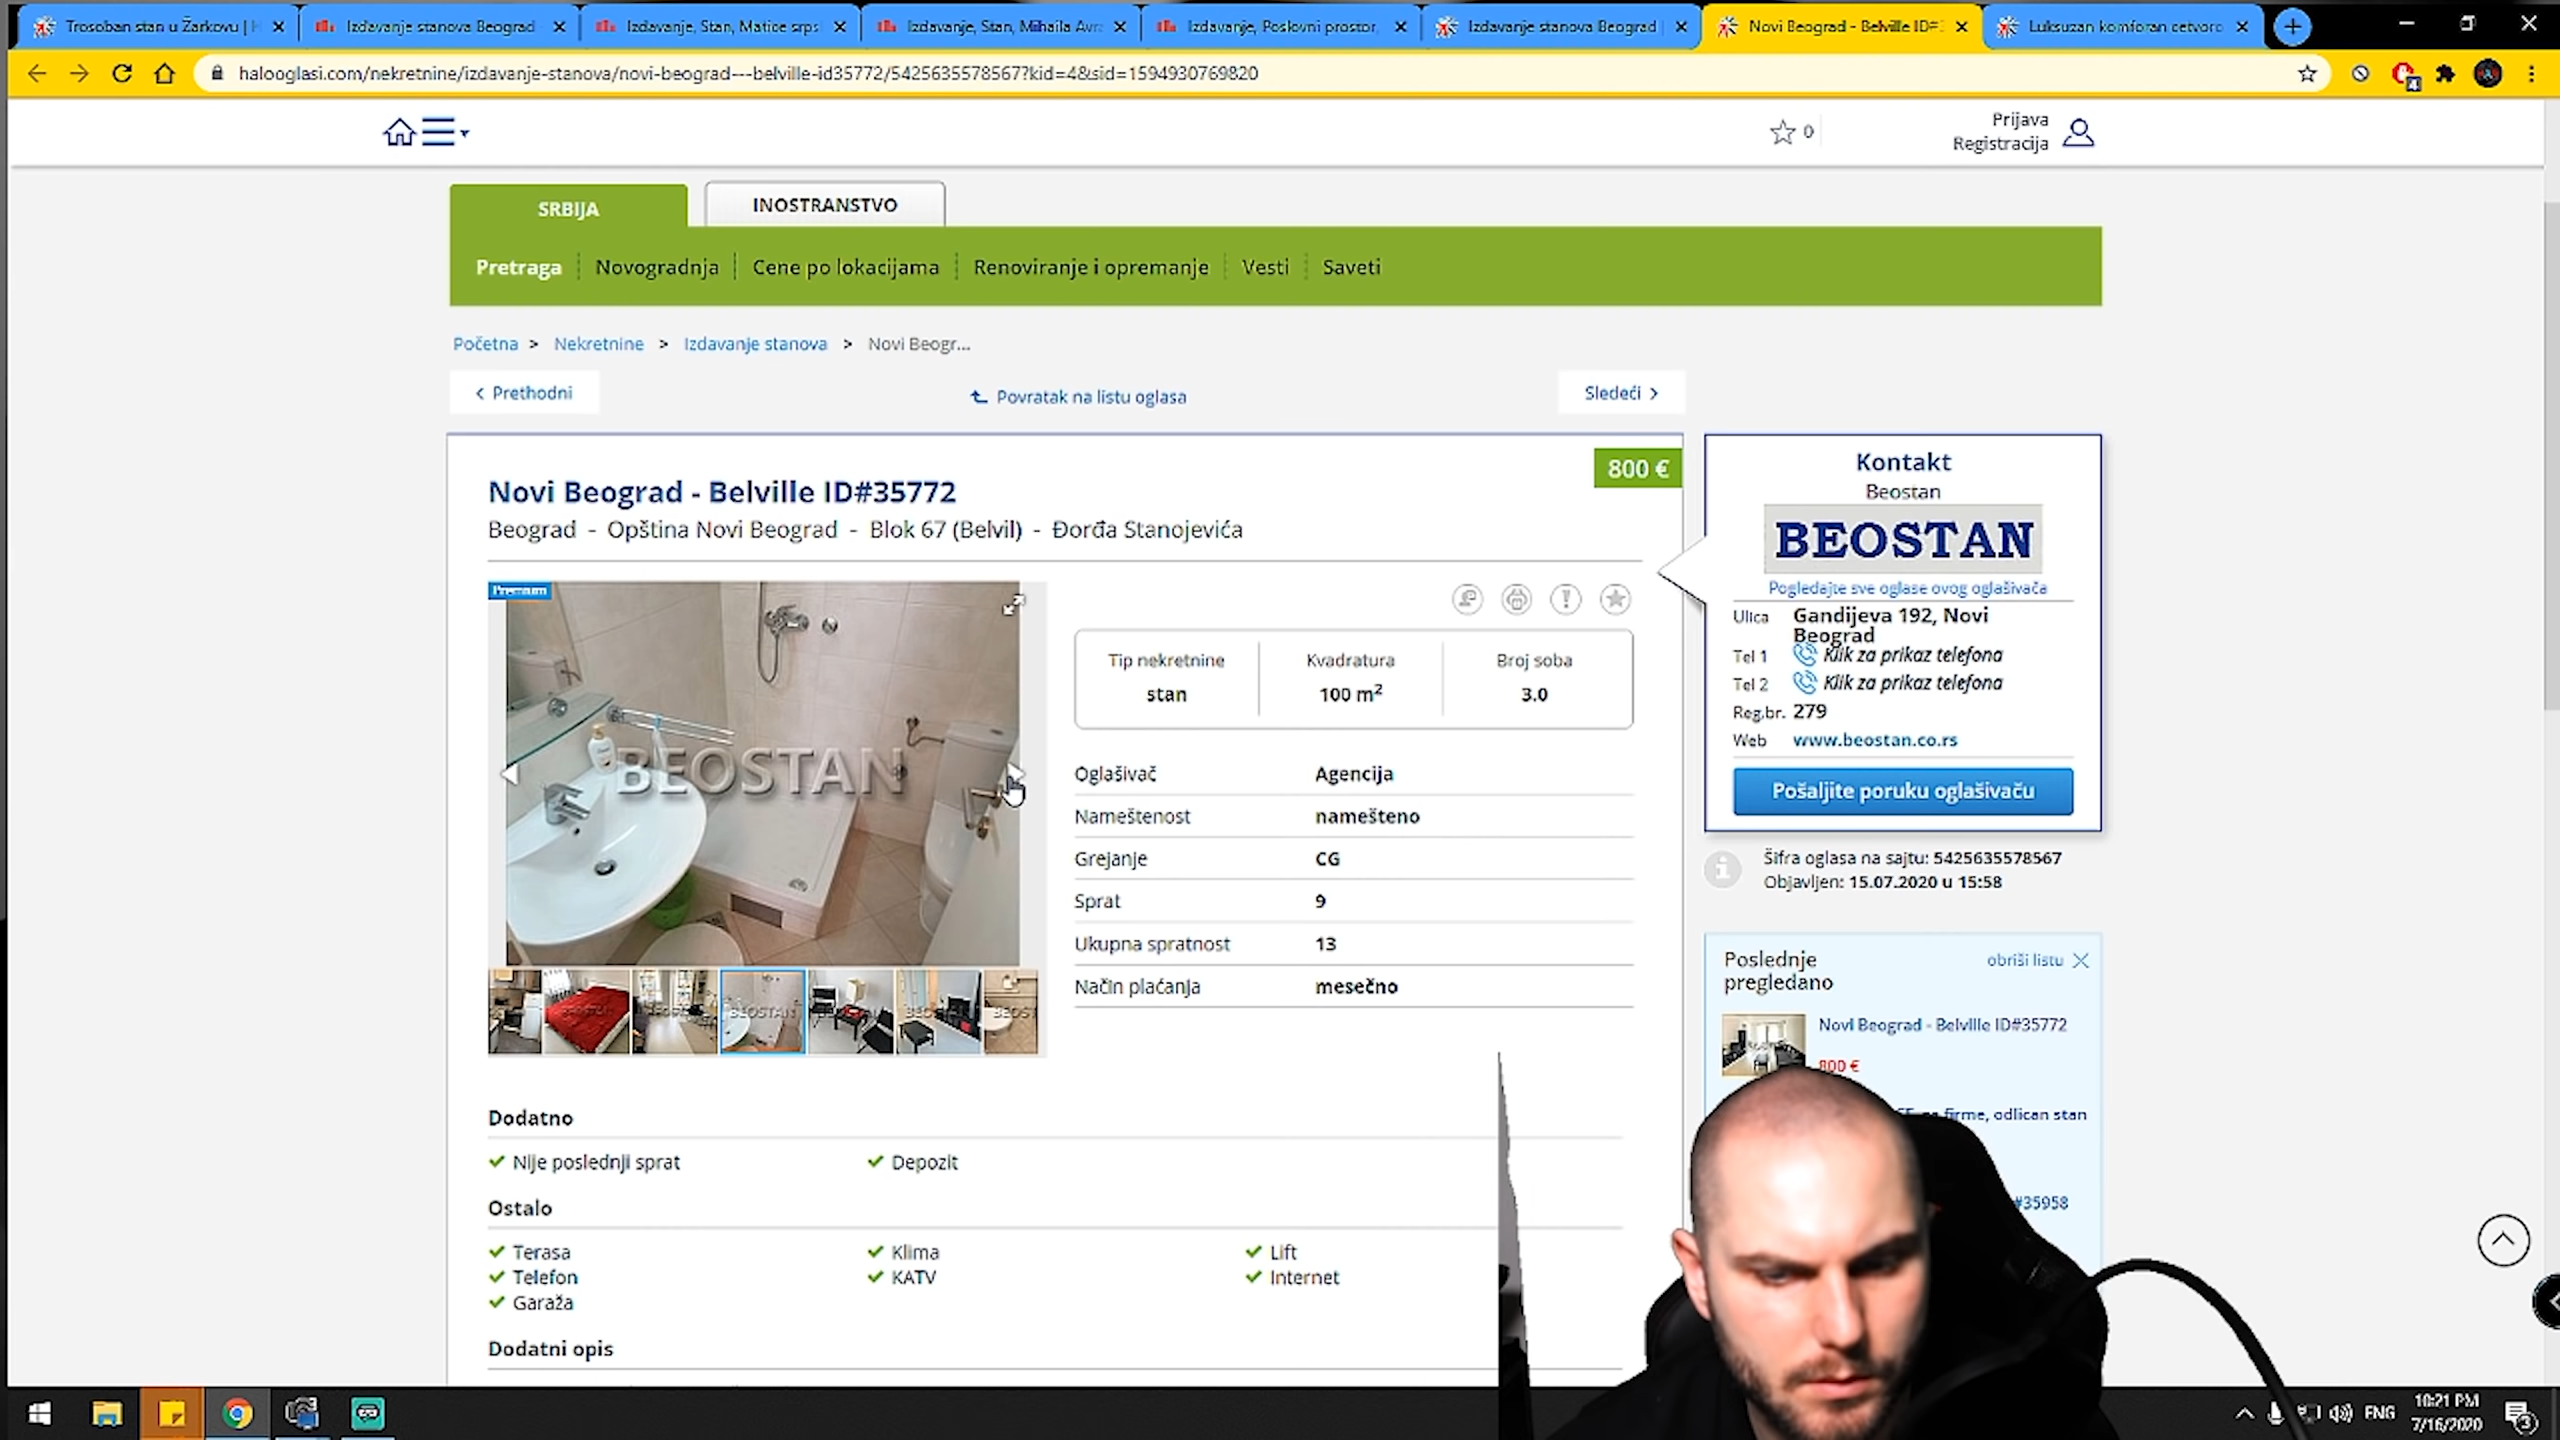 Trosoban stan u Žarkovu | H
Izdavanje stanova Beograd
Izdavanje, Stan, Matice srps
Izdavanje, Stan, Mihaila Avra
Izdavanje, Poslovni prostor,
Izdavanje stanova Beograd |
Novi Beograd - Belville ID#3
Luksuzan komforan cetvoro
halooglasi.com/nekretnine/izdavanje-stanova/novi-beograd---belville-id35772/5425635578567?kid=4&sid=1594930769820
0
Prijava
Registracija
SRBIJA
INOSTRANSTVO
Pretraga
Novogradnja
Cene po lokacijama
Renoviranje i opremanje
Vesti
Saveti
Početna > Nekretnine > Izdavanje stanova > Novi Beogr...
Prethodni
Povratak na listu oglasa
Sledeći
800 €
Novi Beograd - Belville ID#35772
Beograd - Opština Novi Beograd - Blok 67 (Belvil) - Đorđa Stanojevića
Premium
BEOSTAN
Tip nekretnine
stan
Kvadratura
100 m²
Broj soba
3.0
Oglašivač Agencija
Nameštenost namešteno
Grejanje CG
Sprat 9
Ukupna spratnost 13
Način plaćanja mesečno
Dodatno
Nije poslednji sprat
Depozit
Ostalo
Terasa
Klima
Lift
Telefon
KATV
Internet
Garaža
Dodatni opis
Kontakt
Beostan
BEOSTAN
Pogledajte sve oglase ovog oglašivača
Ulica Gandijeva 192, Novi
Beograd
Tel 1 Klik za prikaz telefona
Tel 2 Klik za prikaz telefona
Reg.br. 279
Web www.beostan.co.rs
Pošaljite poruku oglašivaču
Šifra oglasa na sajtu: 5425635578567
Objavljen: 15.07.2020 u 15:58
Poslednje
pregledano
obriši listu
Novi Beograd - Belville ID#35772
800 €
firme, odlican stan
#35958
ENG
10:21 PM
7/16/2020
3